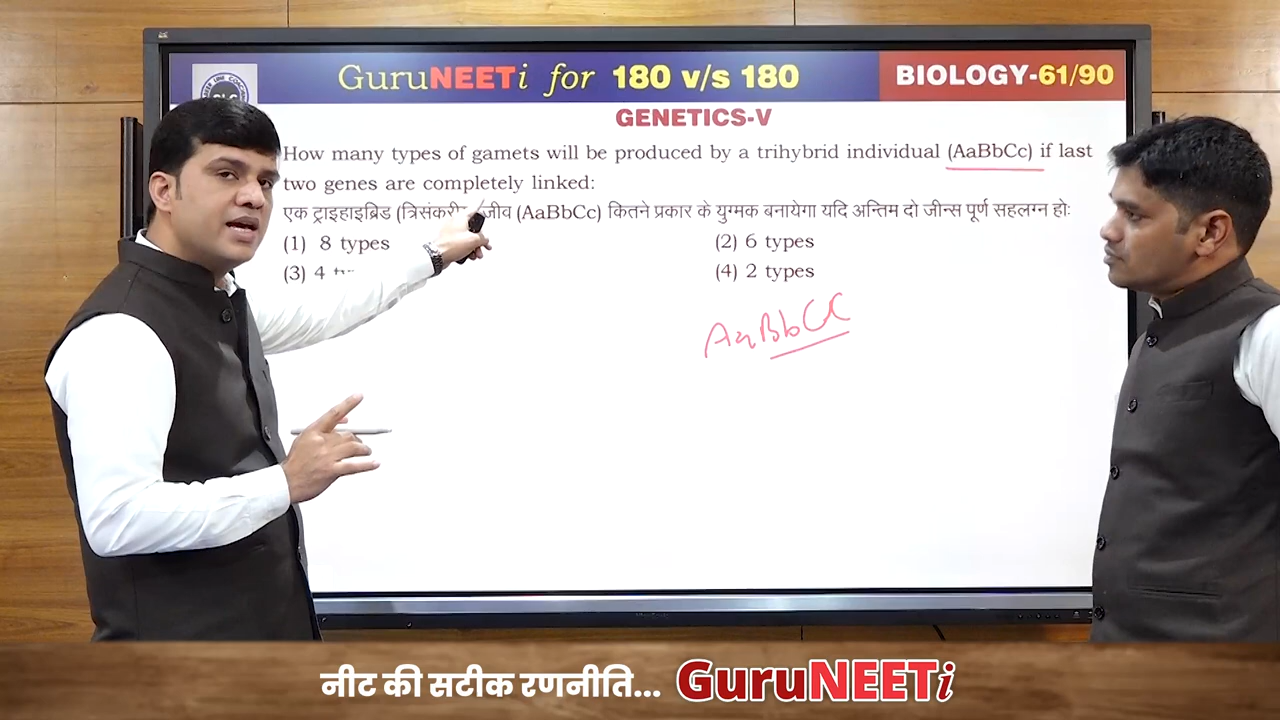 GuruNEETi for 180 v/s 180
BIOLOGY-61/90
GENETICS-V
How many types of gamets will be produced by a trihybrid individual (AaBbCc) if last
two genes are completely linked:
एक ट्राइहाइब्रिड जीव (AaBbCc) कितने प्रकार के युग्मक बनायेगा यदि अन्तिम दो जीन्स पूर्ण सहलग्न हो:
(1) 8 types
(2) 6 types
(3) 4
(4) 2 types
AaBbCc
नीट की सटीक रणनीति... GuruNEETi